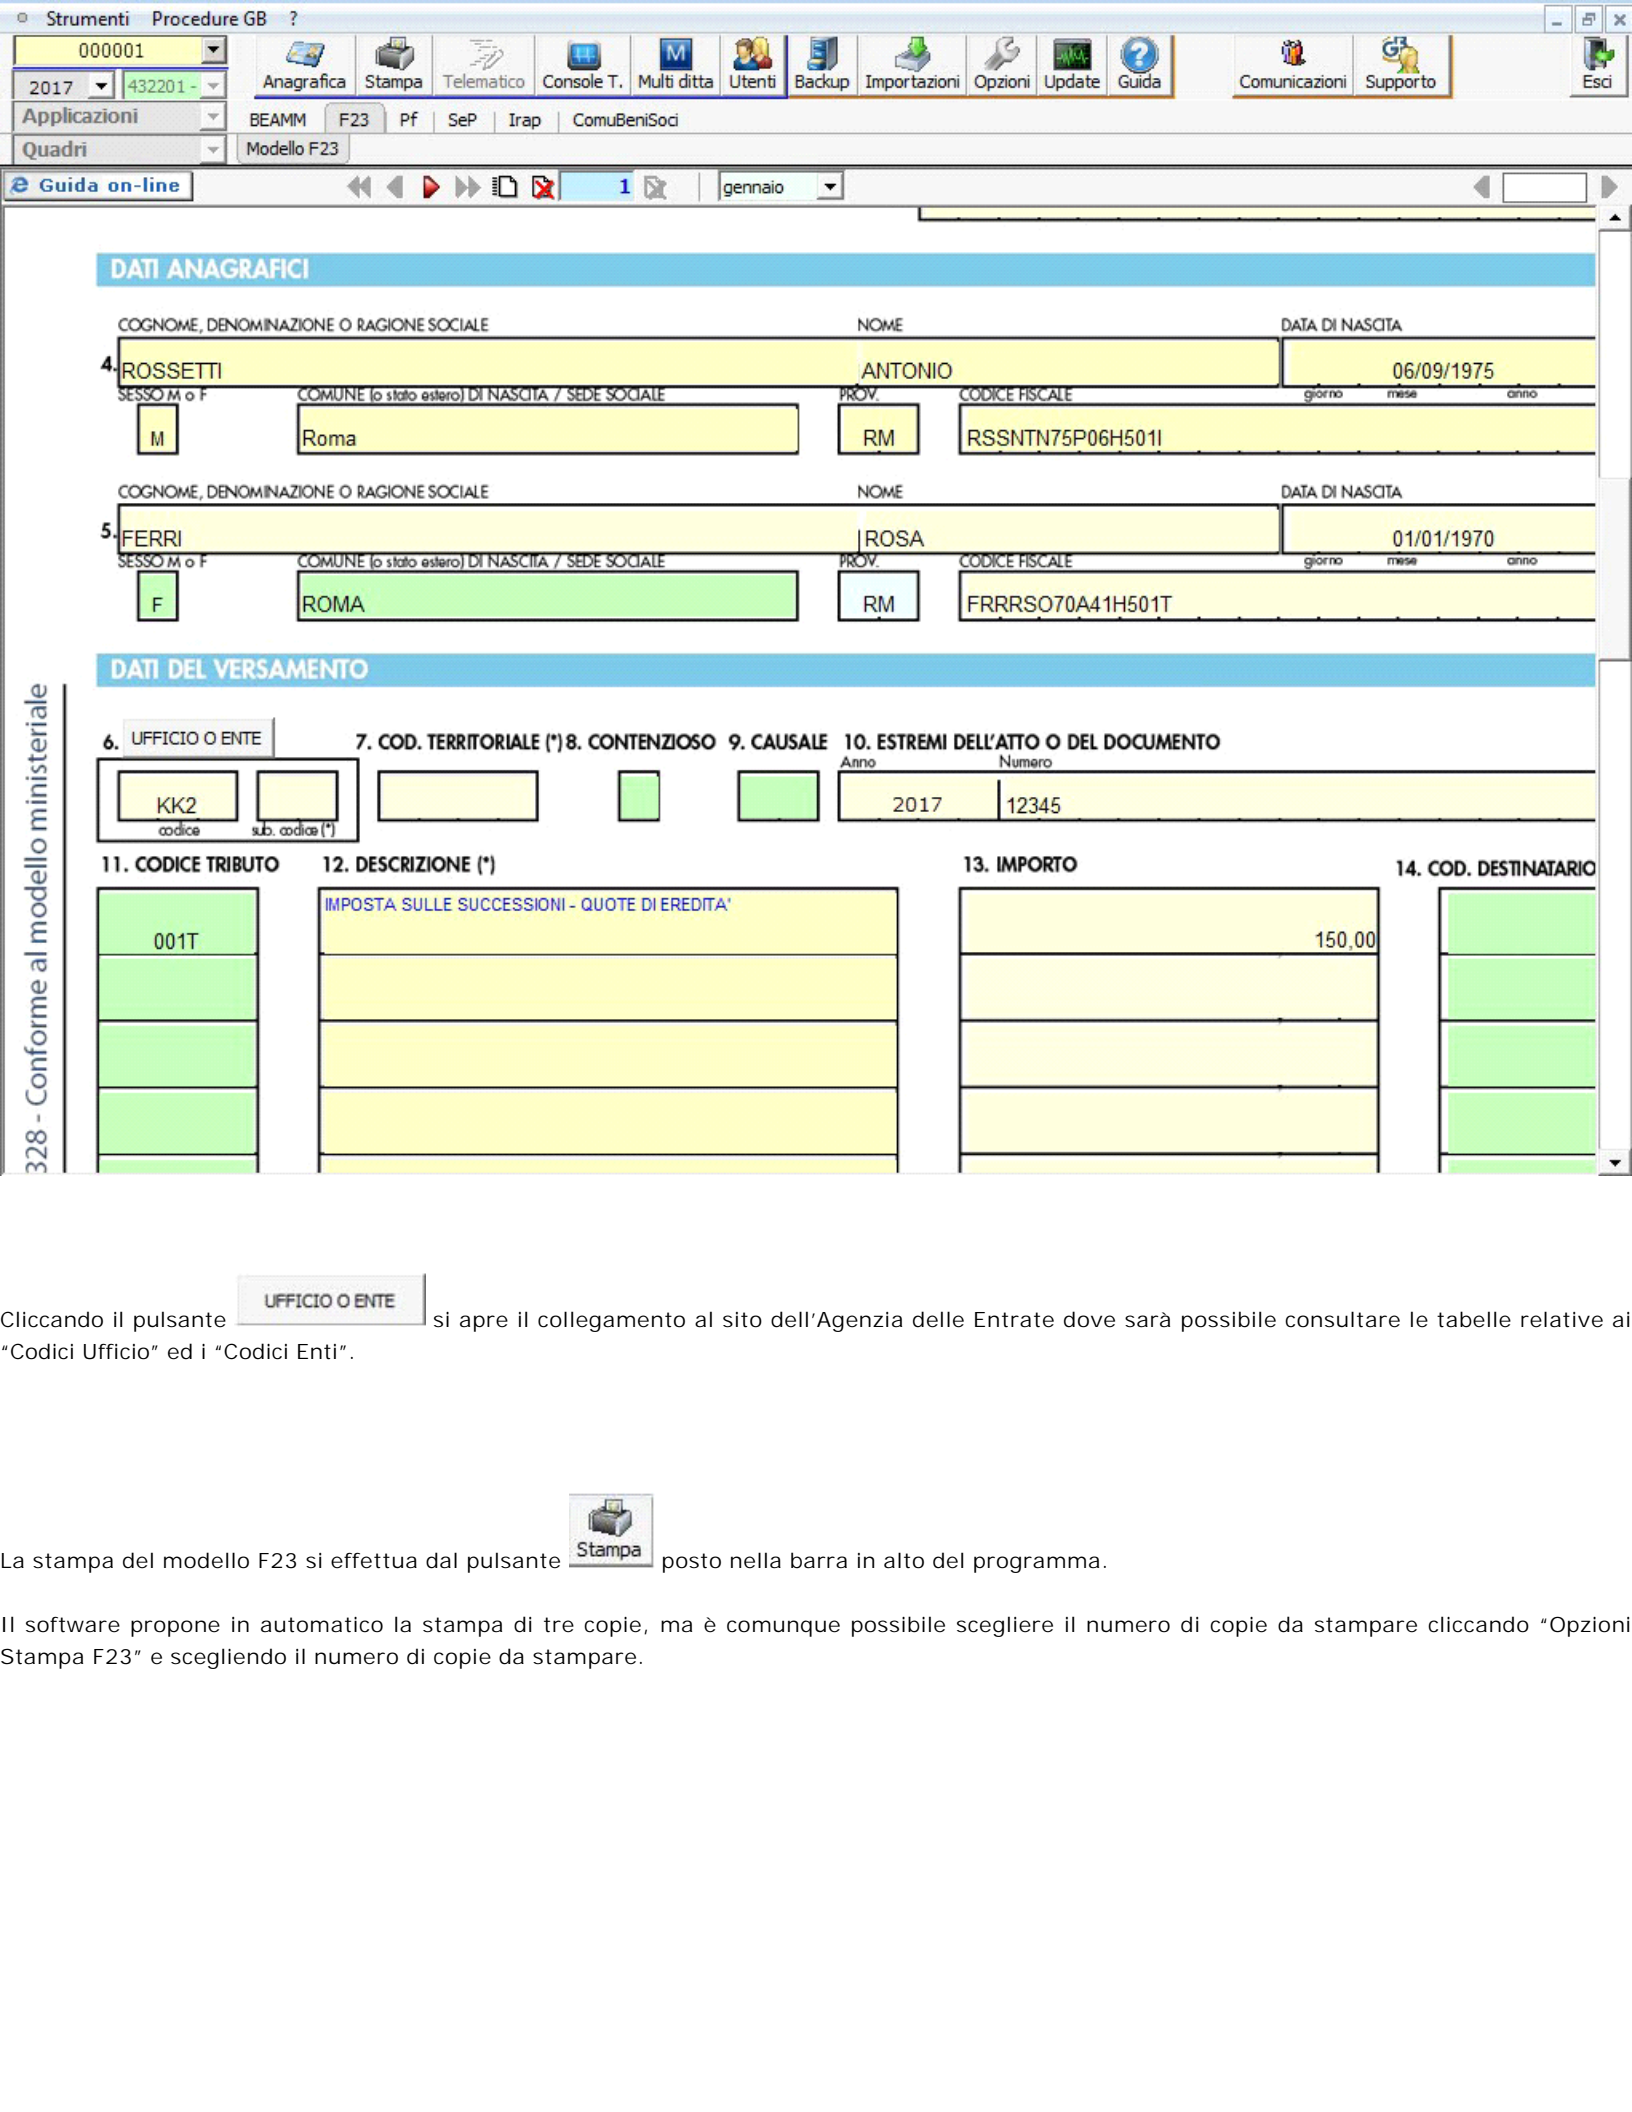 Strumenti Procedure GB ?
000001
2017 432201 -
Anagrafica Stampa Telematico Console T. Multi ditta Utenti Backup Importazioni Opzioni Update Guida Comunicazioni Supporto Esci
Applicazioni BEAMM F23 Pf SeP Irap ComuBeniSoci
Quadri Modello F23
Guida on-line 1 gennaio
DATI ANAGRAFICI
COGNOME, DENOMINAZIONE O RAGIONE SOCIALE NOME DATA DI NASCITA
4. ROSSETTI ANTONIO 06/09/1975
SESSO M o F COMUNE (o stato estero) DI NASCITA / SEDE SOCIALE PROV. CODICE FISCALE giorno mese anno
M Roma RM RSSNTN75P06H501I
COGNOME, DENOMINAZIONE O RAGIONE SOCIALE NOME DATA DI NASCITA
5. FERRI ROSA 01/01/1970
SESSO M o F COMUNE (o stato estero) DI NASCITA / SEDE SOCIALE PROV. CODICE FISCALE giorno mese anno
F ROMA RM FRRRSO70A41H501T
DATI DEL VERSAMENTO
6. UFFICIO O ENTE 7. COD. TERRITORIALE (*) 8. CONTENZIOSO 9. CAUSALE 10. ESTREMI DELL'ATTO O DEL DOCUMENTO
Anno Numero
KK2 2017 12345
codice sub. codice (*)
11. CODICE TRIBUTO 12. DESCRIZIONE (*) 13. IMPORTO 14. COD. DESTINATARIO
IMPOSTA SULLE SUCCESSIONI - QUOTE DI EREDITA'
001T 150,00
328 - Conforme al modello ministeriale
Cliccando il pulsante UFFICIO O ENTE si apre il collegamento al sito dell'Agenzia delle Entrate dove sarà possibile consultare le tabelle relative ai
“Codici Ufficio” ed i “Codici Enti”.
La stampa del modello F23 si effettua dal pulsante Stampa posto nella barra in alto del programma.
Il software propone in automatico la stampa di tre copie, ma è comunque possibile scegliere il numero di copie da stampare cliccando “Opzioni
Stampa F23” e scegliendo il numero di copie da stampare.